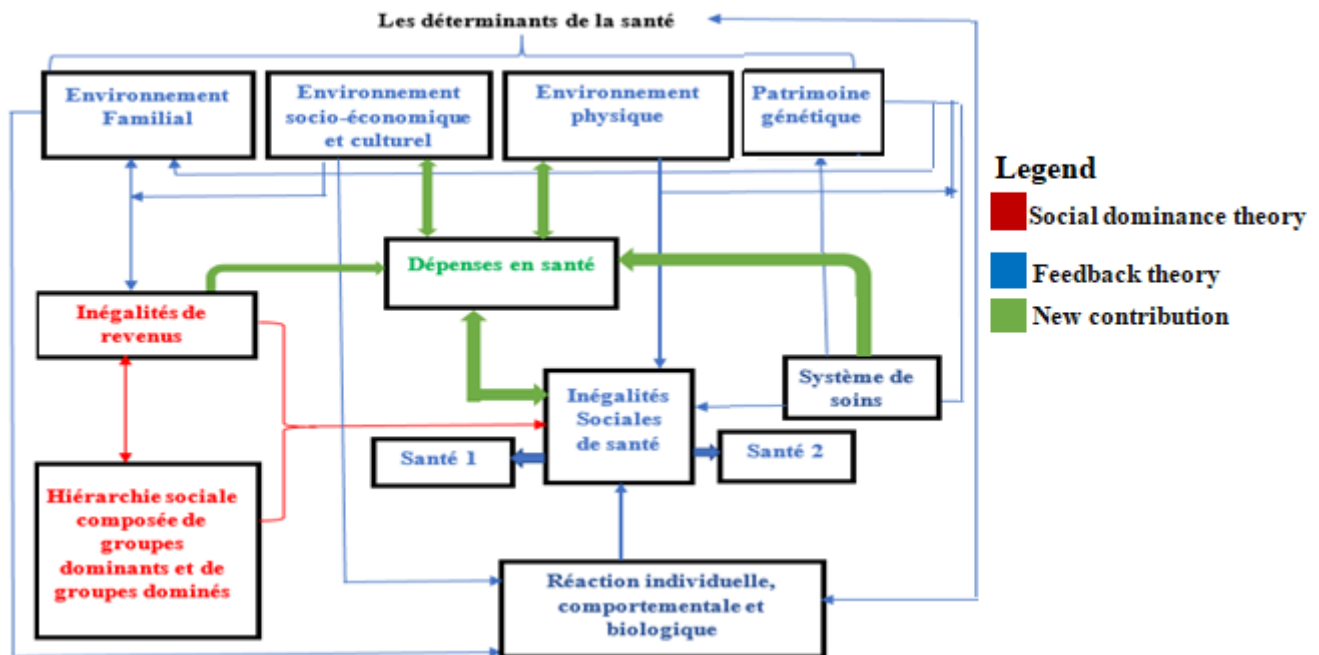 Les déterminants de la santé
Environnement
Familial
Environnement
socio-économique
et culturel
Environnement
physique
Patrimoine
génétique
Dépenses en santé
Inégalités de
revenus
Hiérarchie sociale
composée de
groupes
dominants et de
groupes dominés
Inégalités
Sociales
de santé
Système de
soins
Santé 1
Santé 2
Réaction individuelle,
comportementale et
biologique
Legend
Social dominance theory
Feedback theory
New contribution